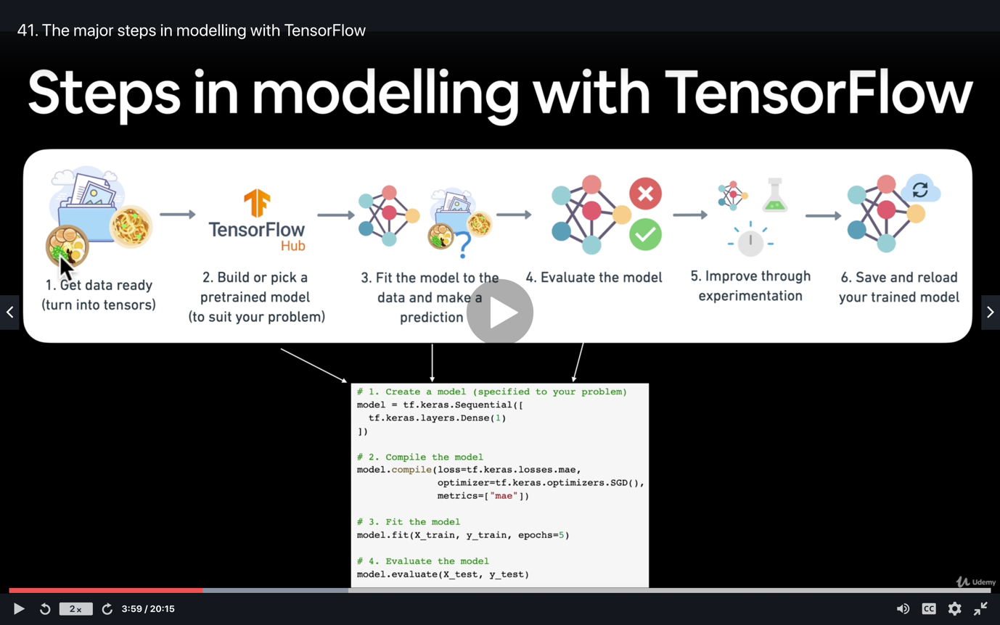 41. The major steps in modelling with TensorFlow
Steps in modelling with TensorFlow
TensorFlow
Hub
1. Get data ready
(turn into tensors)
2. Build or pick a
pretrained model
(to suit your problem)
3. Fit the model to the
data and make a
prediction
4. Evaluate the model
5. Improve through
experimentation
6. Save and reload
your trained model
# 1. Create a model (specified to your problem)
model = tf.keras.Sequential([
  tf.keras.layers.Dense(1)
])
# 2. Compile the model
model.compile(loss=tf.keras.losses.mae,
              optimizer=tf.keras.optimizers.SGD(),
              metrics=["mae"])
# 3. Fit the model
model.fit(X_train, y_train, epochs=5)
# 4. Evaluate the model
model.evaluate(X_test, y_test)
Udemy
2x
3:59 / 20:15
CC